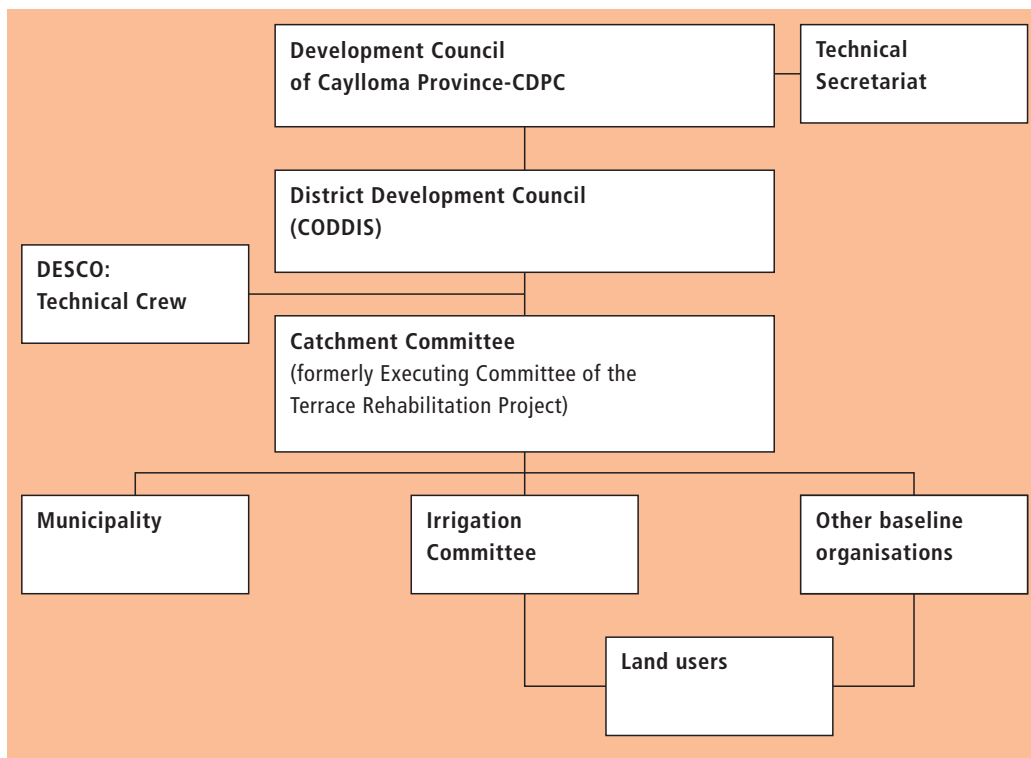 Development Council
of Caylloma Province-CDPC
Technical
Secretariat
District Development Council
(CODDIS)
DESCO:
Technical Crew
Catchment Committee
(formerly Executing Committee of the
Terrace Rehabilitation Project)
Municipality
Irrigation
Committee
Other baseline
organisations
Land users